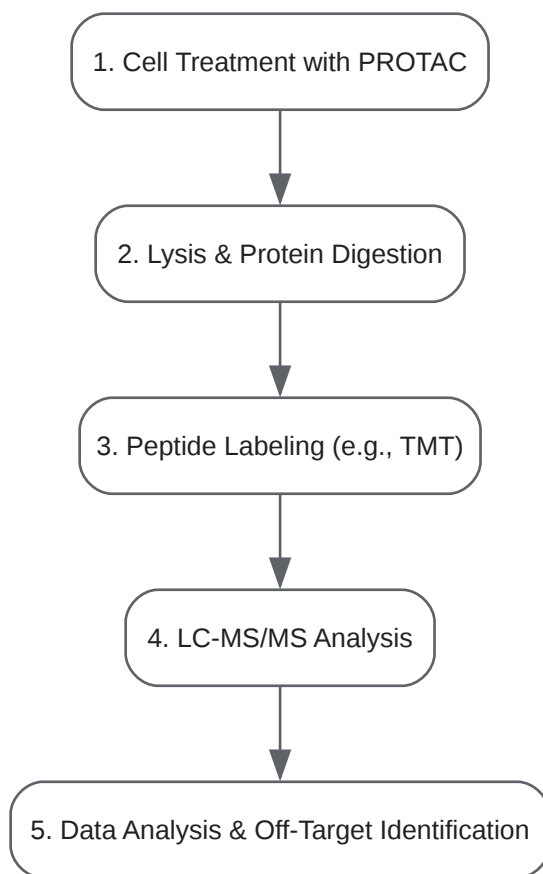 1. Cell Treatment with PROTAC
2. Lysis & Protein Digestion
3. Peptide Labeling (e.g., TMT)
4. LC-MS/MS Analysis
5. Data Analysis & Off-Target Identification